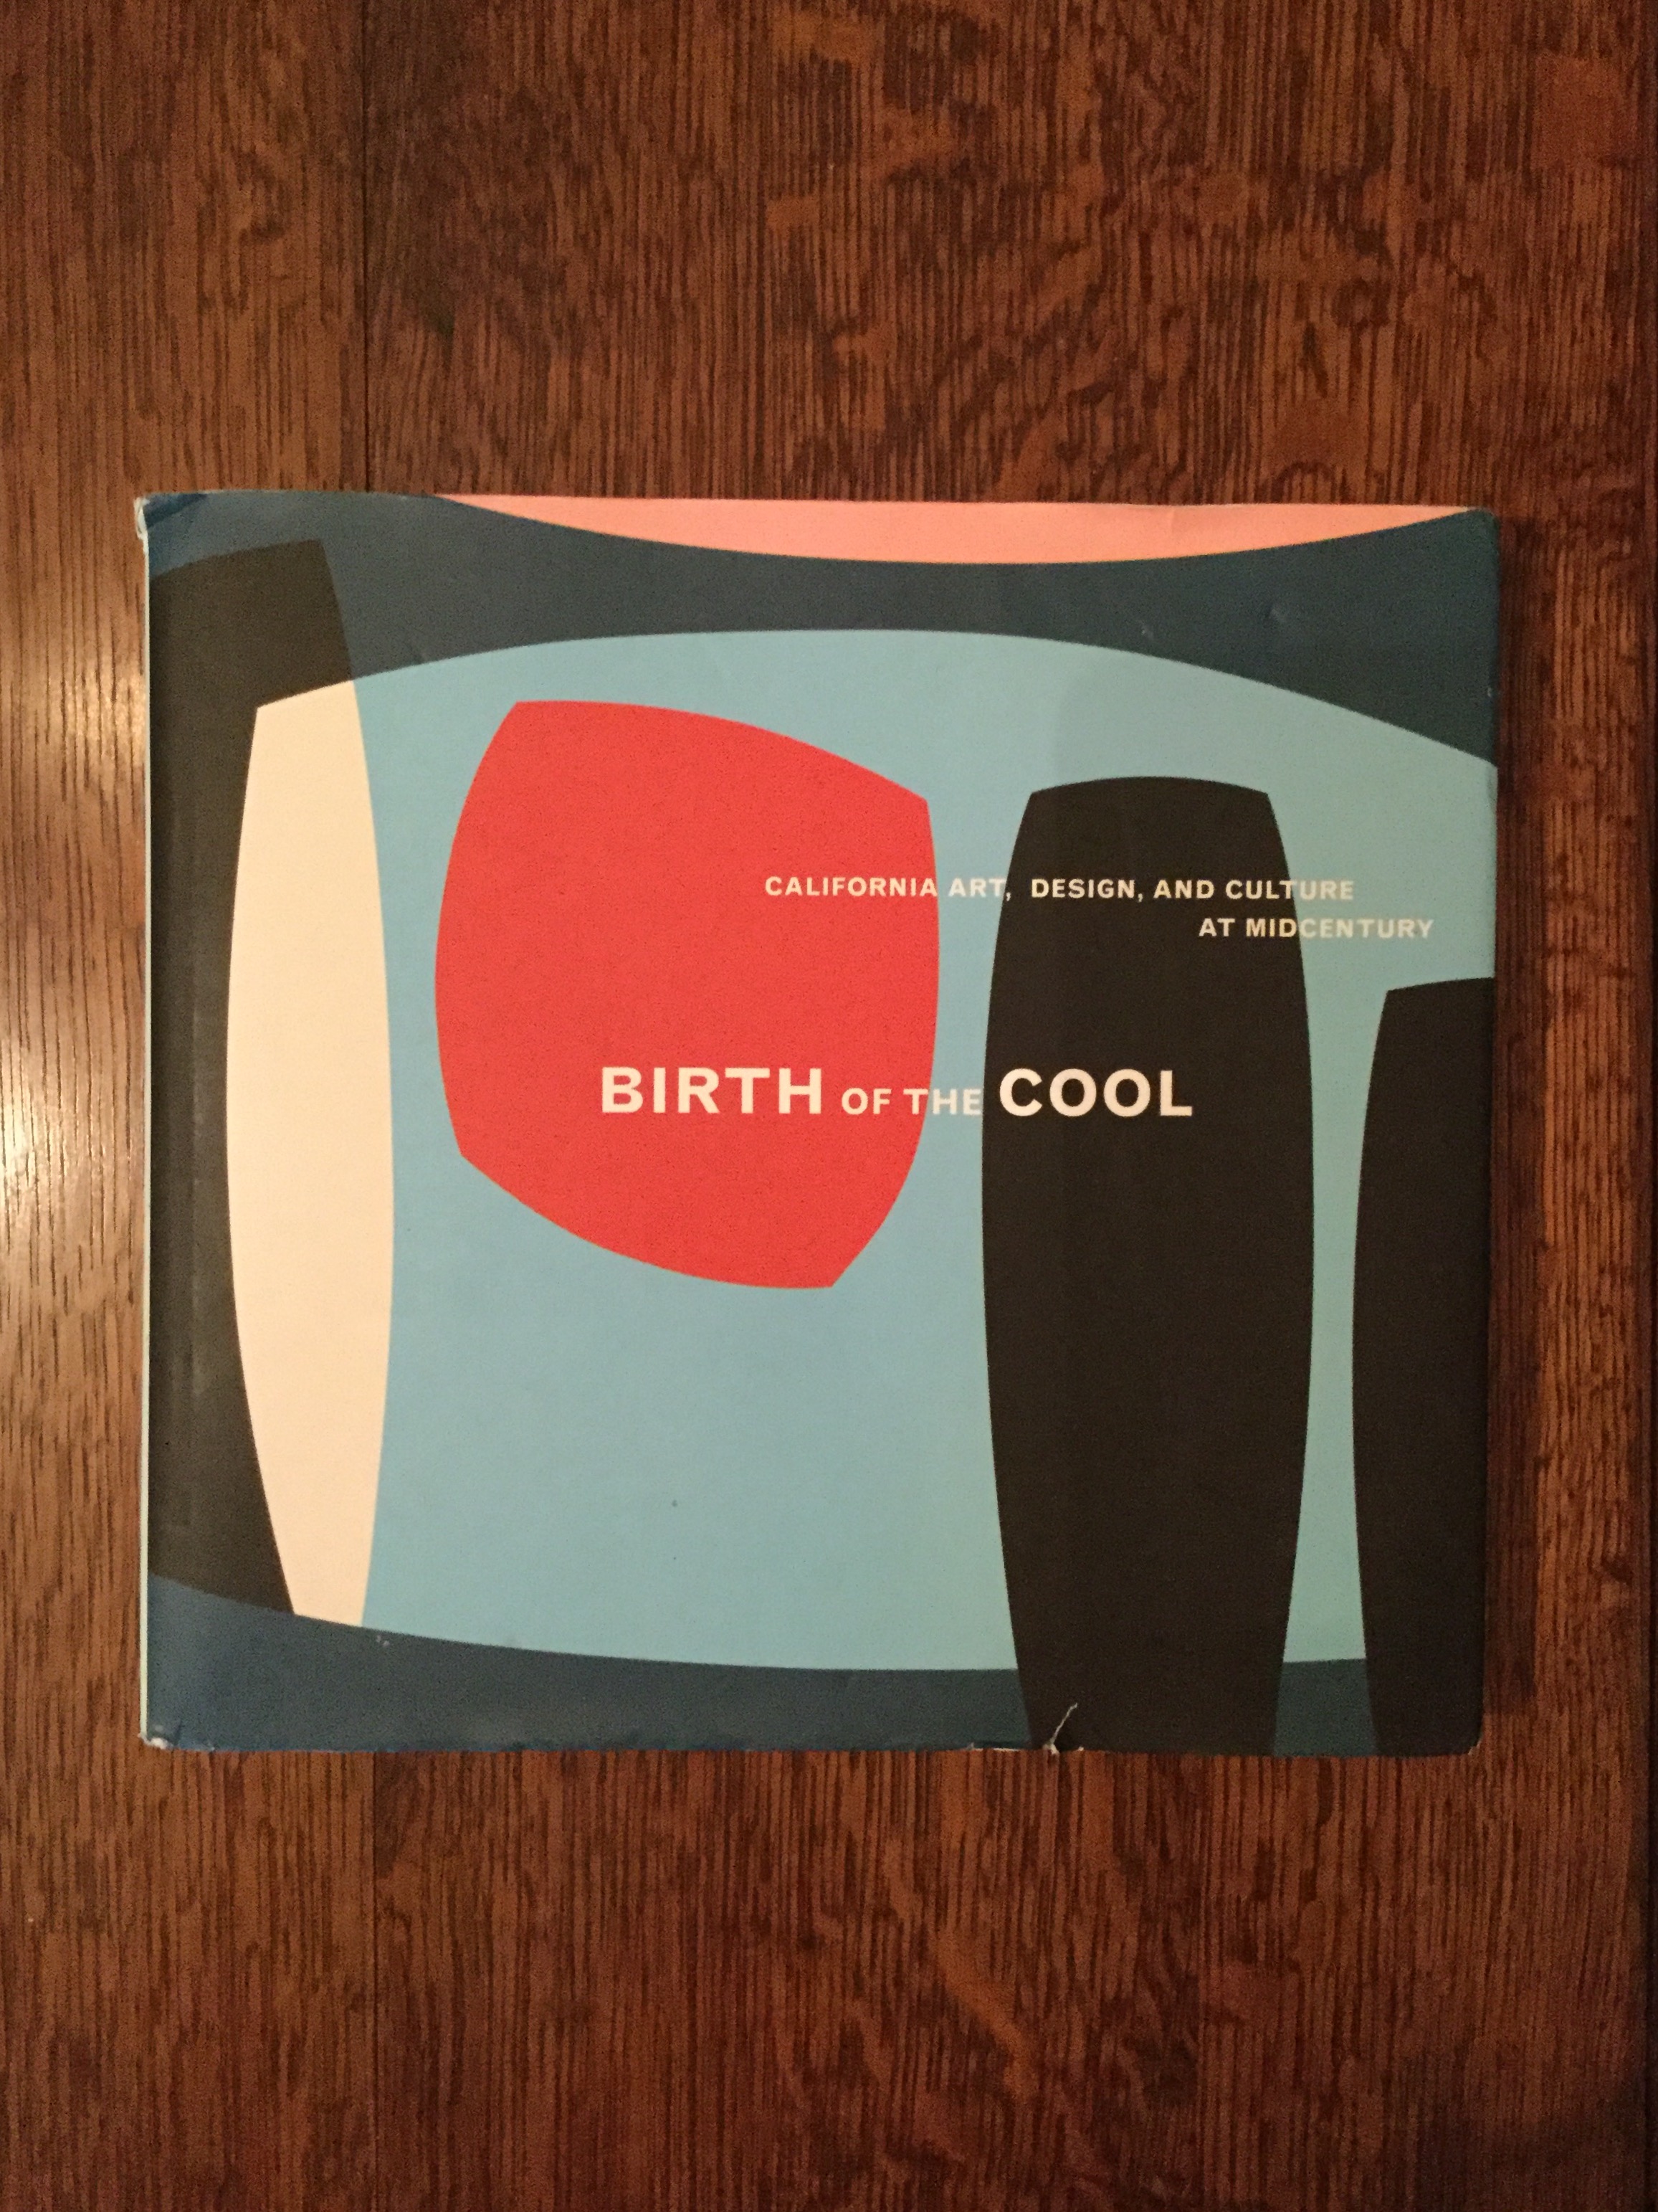 CALIFORNIA ART, DESIGN, AND CULTURE
AT MIDCENTURY
BIRTH OF THE COOL